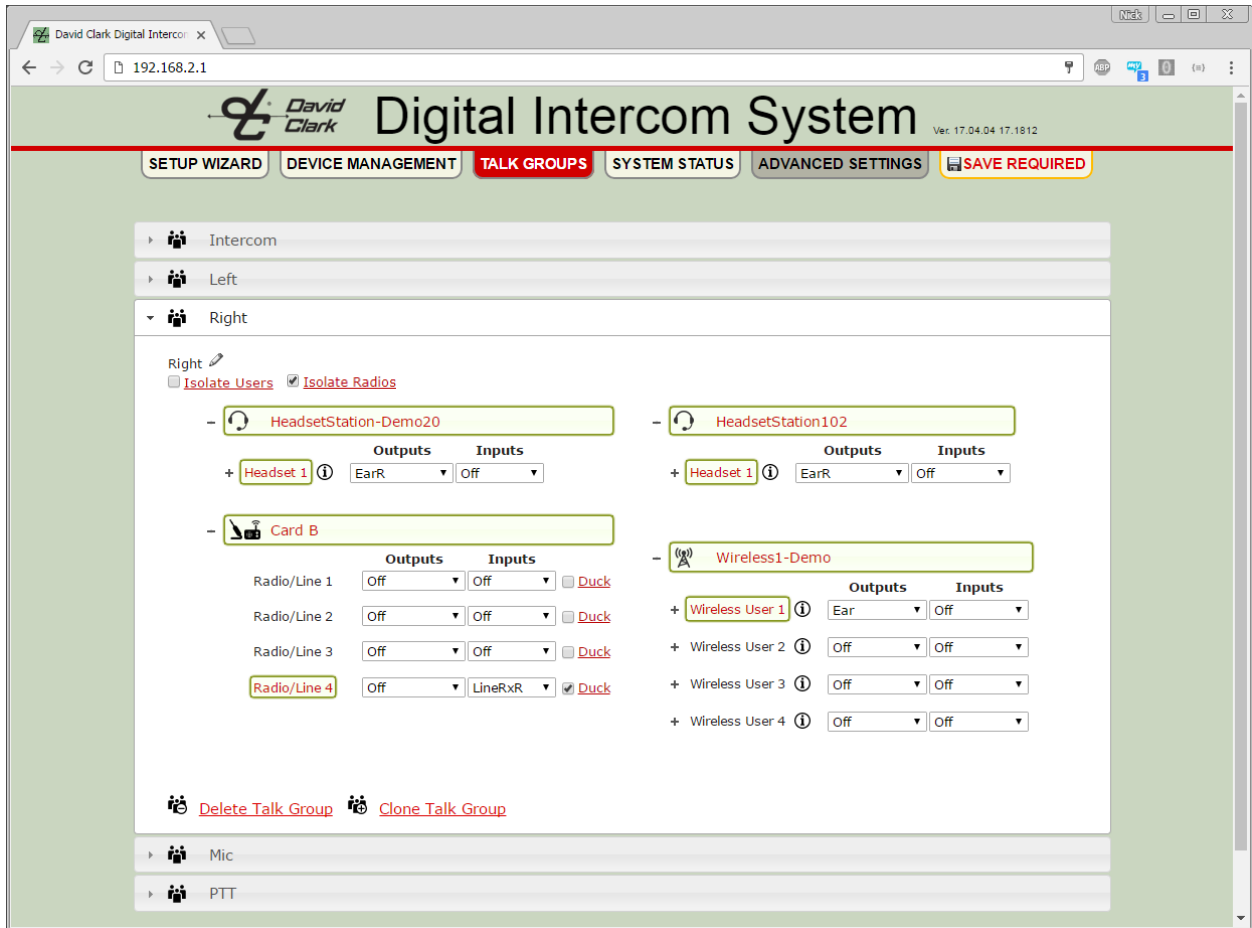 Nick
David Clark Digital Intercor
192.168.2.1
ABP
3
David Clark
Digital Intercom System
Ver. 17.04.04 17.1812
SETUP WIZARD DEVICE MANAGEMENT TALK GROUPS SYSTEM STATUS ADVANCED SETTINGS SAVE REQUIRED
Intercom
Left
Right
Right
Isolate Users Isolate Radios
HeadsetStation-Demo20
Outputs Inputs
Headset 1 EarR Off
HeadsetStation102
Outputs Inputs
Headset 1 EarR Off
Card B
Outputs Inputs
Radio/Line 1 Off Off Duck
Radio/Line 2 Off Off Duck
Radio/Line 3 Off Off Duck
Radio/Line 4 Off LineRxR Duck
Wireless1-Demo
Outputs Inputs
Wireless User 1 Ear Off
Wireless User 2 Off Off
Wireless User 3 Off Off
Wireless User 4 Off Off
Delete Talk Group Clone Talk Group
Mic
PTT